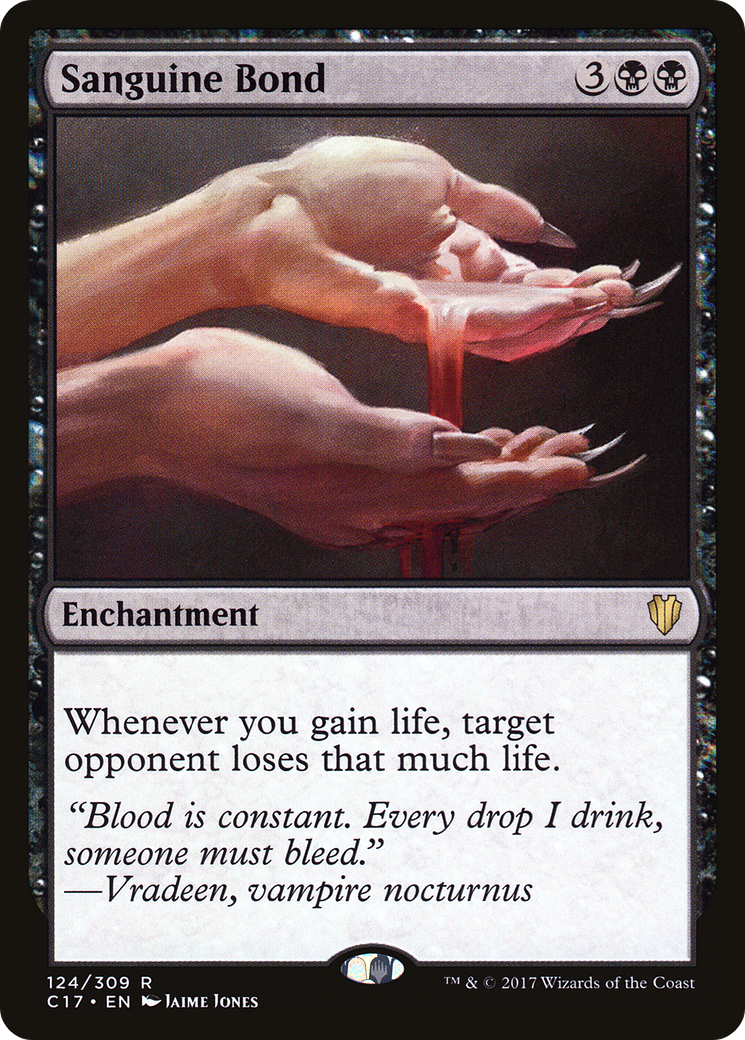 Sanguine Bond 3
Enchantment
Whenever you gain life, target
opponent loses that much life.
“Blood is constant. Every drop I drink,
someone must bleed.”
—Vradeen, vampire nocturnus
124/309 R
C17 • EN Jaime Jones
™ & © 2017 Wizards of the Coast